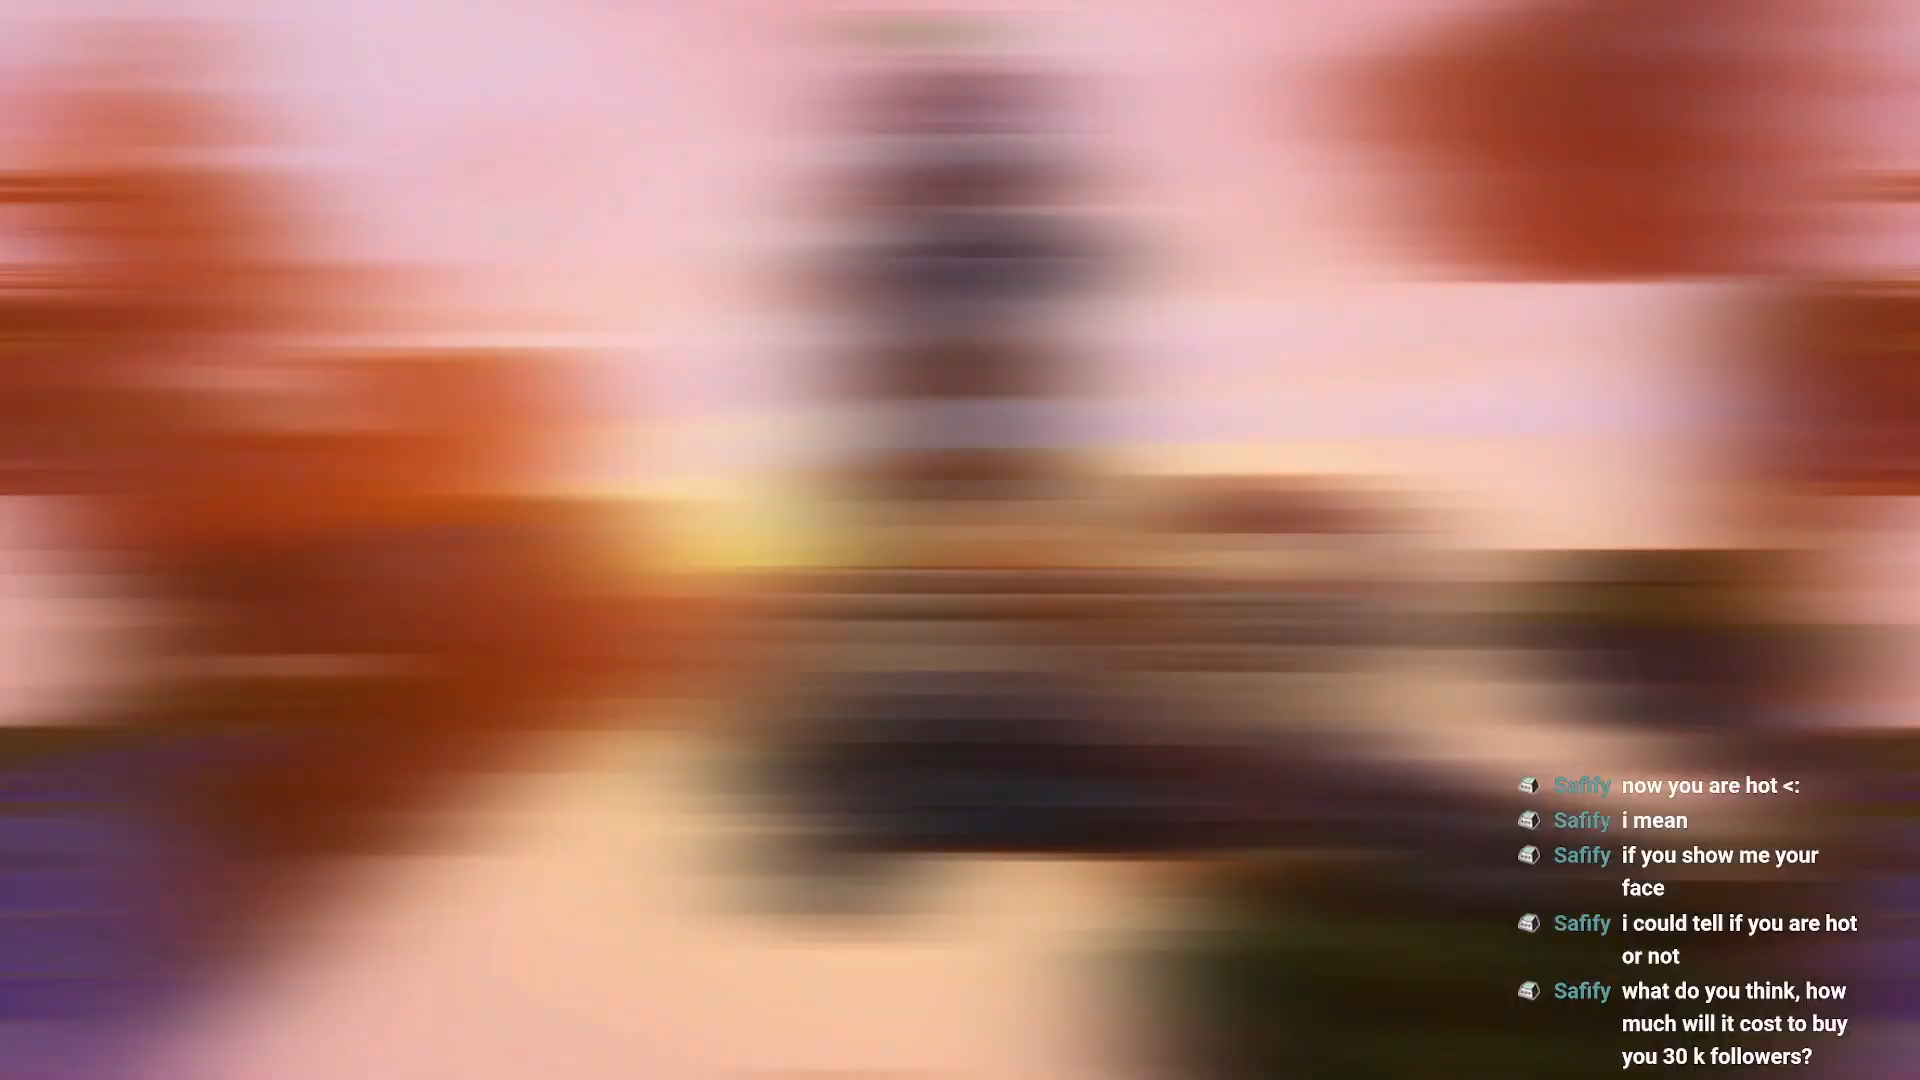 Safify now you are hot <:
Safify i mean
Safify if you show me your
face
Safify i could tell if you are hot
or not
Safify what do you think, how
much will it cost to buy
you 30 k followers?